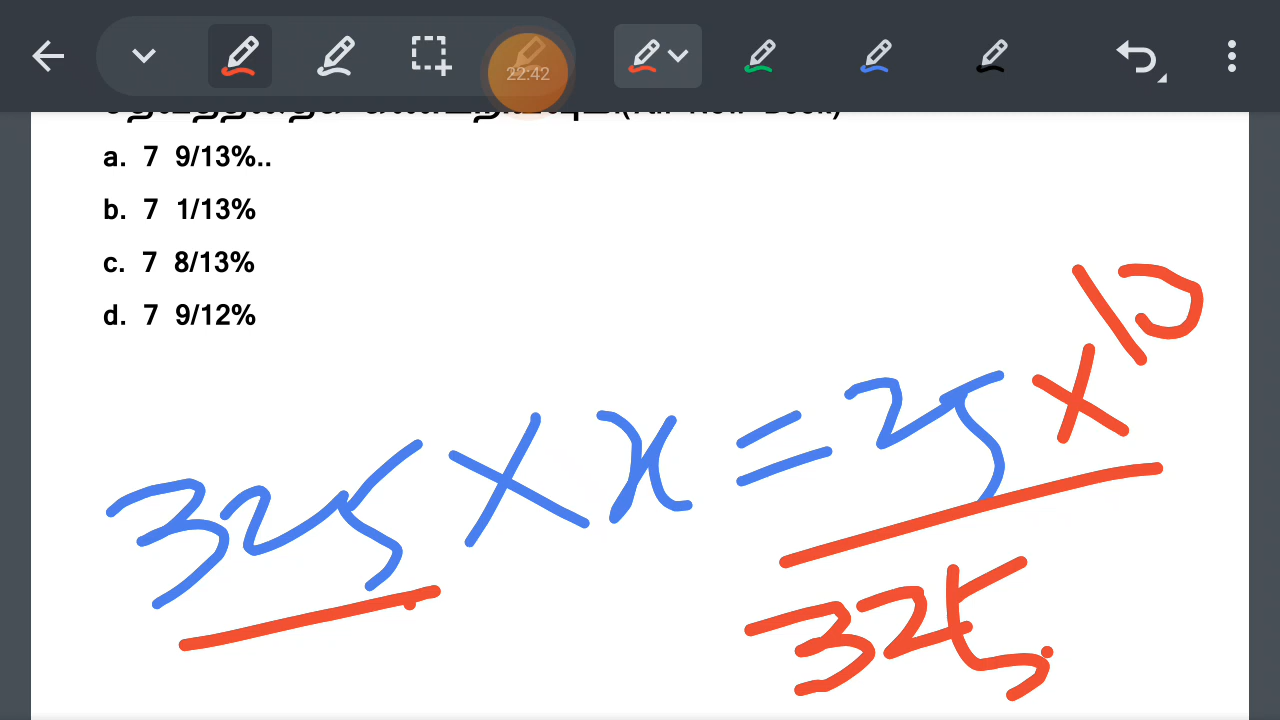 22:42
a. 7 9/13%..
b. 7 1/13%
c. 7 8/13%
d. 7 9/12%
325 × x = 25 × 10
325